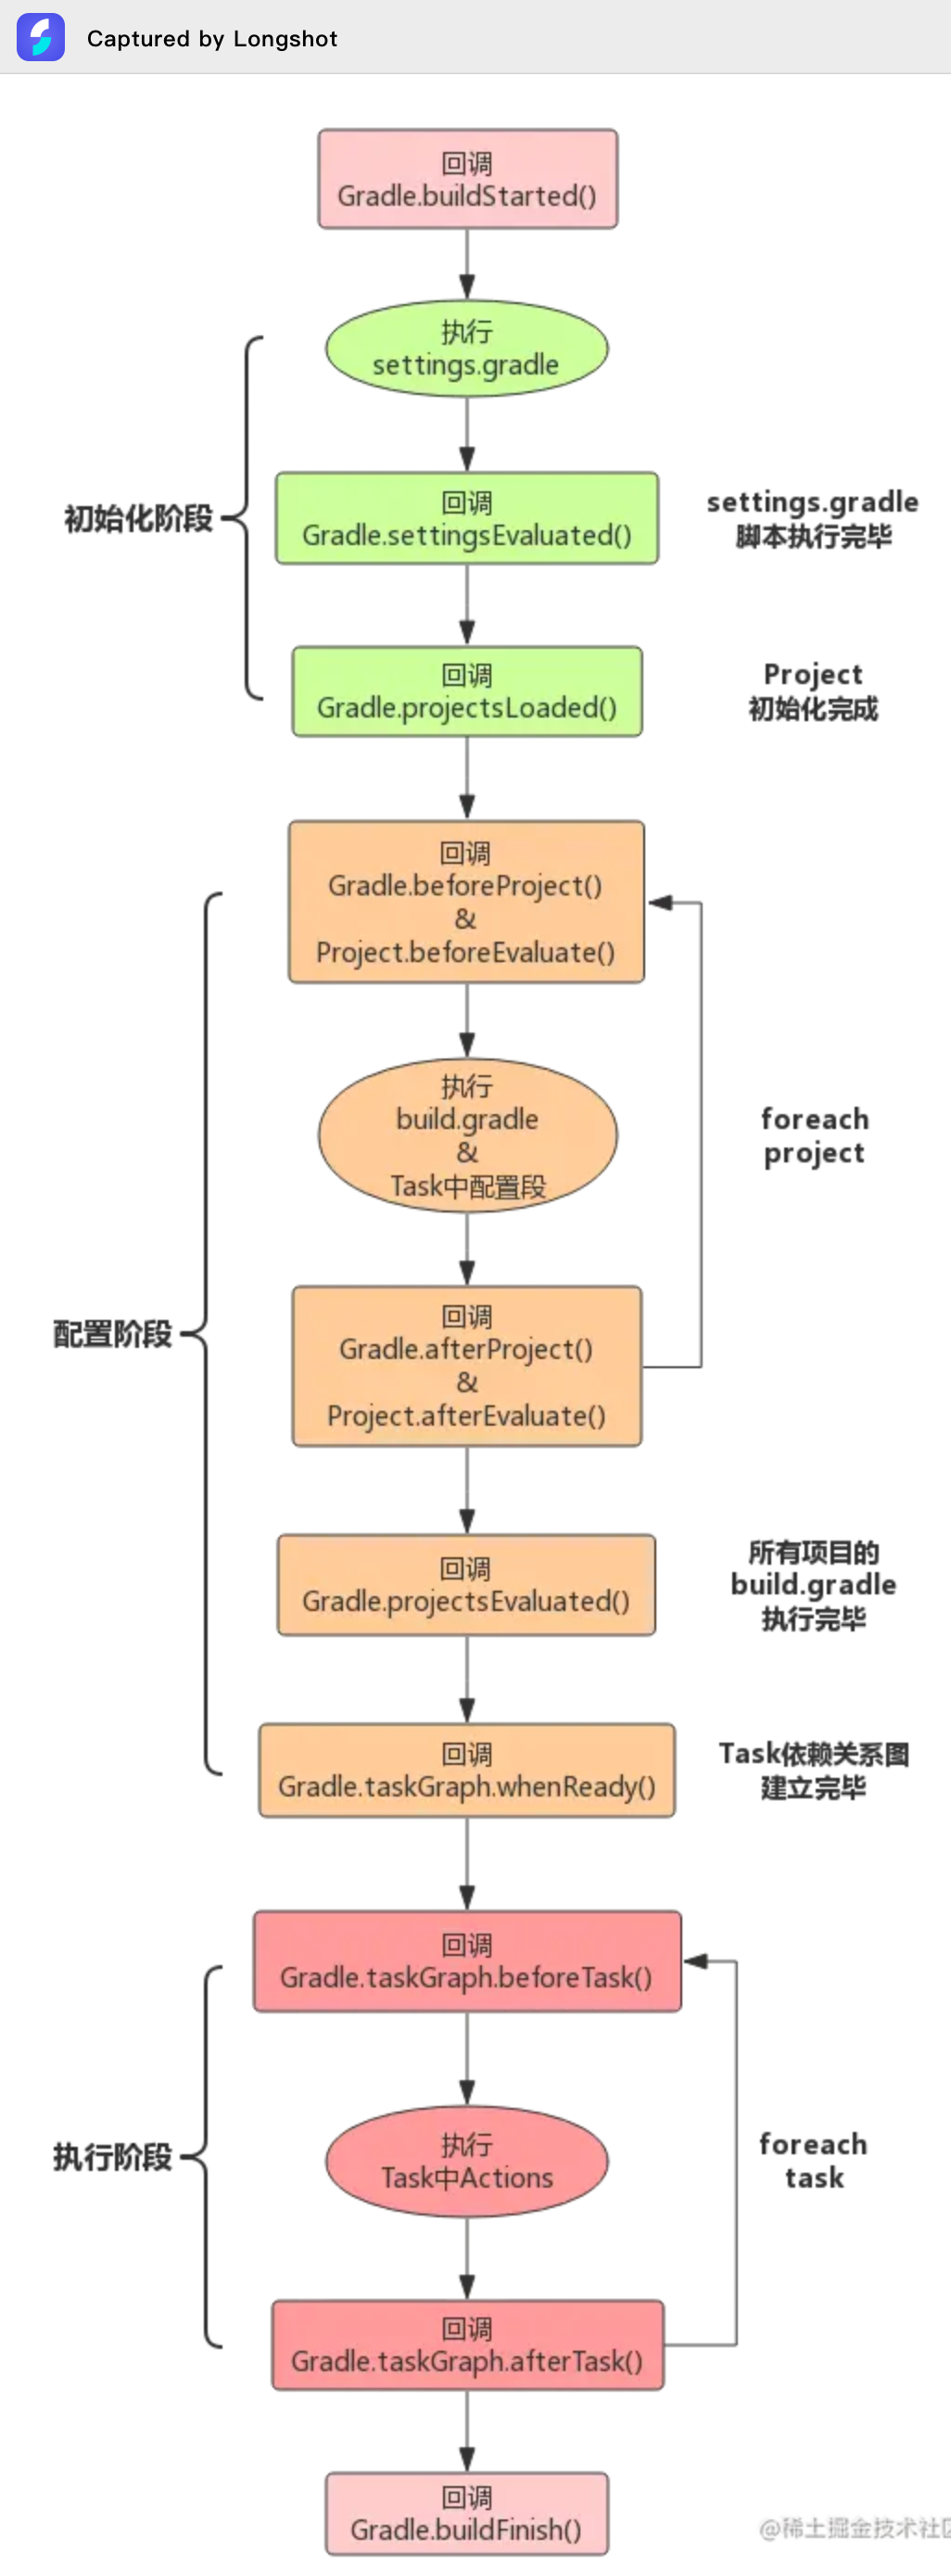 Captured by Longshot
回调
Gradle.buildStarted()
执行
settings.gradle
初始化阶段
回调
Gradle.settingsEvaluated()
settings.gradle
脚本执行完毕
回调
Gradle.projectsLoaded()
Project
初始化完成
回调
Gradle.beforeProject()
&
Project.beforeEvaluate()
执行
build.gradle
&
Task中配置段
foreach
project
配置阶段
回调
Gradle.afterProject()
&
Project.afterEvaluate()
回调
Gradle.projectsEvaluated()
所有项目的
build.gradle
执行完毕
回调
Gradle.taskGraph.whenReady()
Task依赖关系图
建立完毕
回调
Gradle.taskGraph.beforeTask()
执行阶段
执行
Task中Actions
foreach
task
回调
Gradle.taskGraph.afterTask()
回调
Gradle.buildFinish()
@稀土掘金技术社区